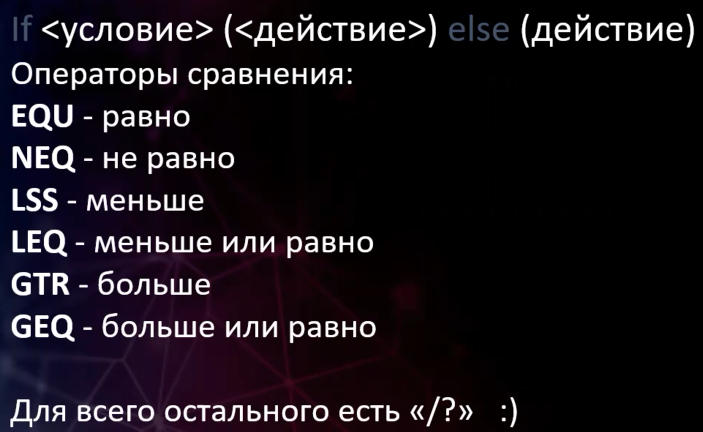 If <условие> (<действие>) else (действие)
Операторы сравнения:
EQU - равно
NEQ - не равно
LSS - меньше
LEQ - меньше или равно
GTR - больше
GEQ - больше или равно
Для всего остального есть «/?» :)